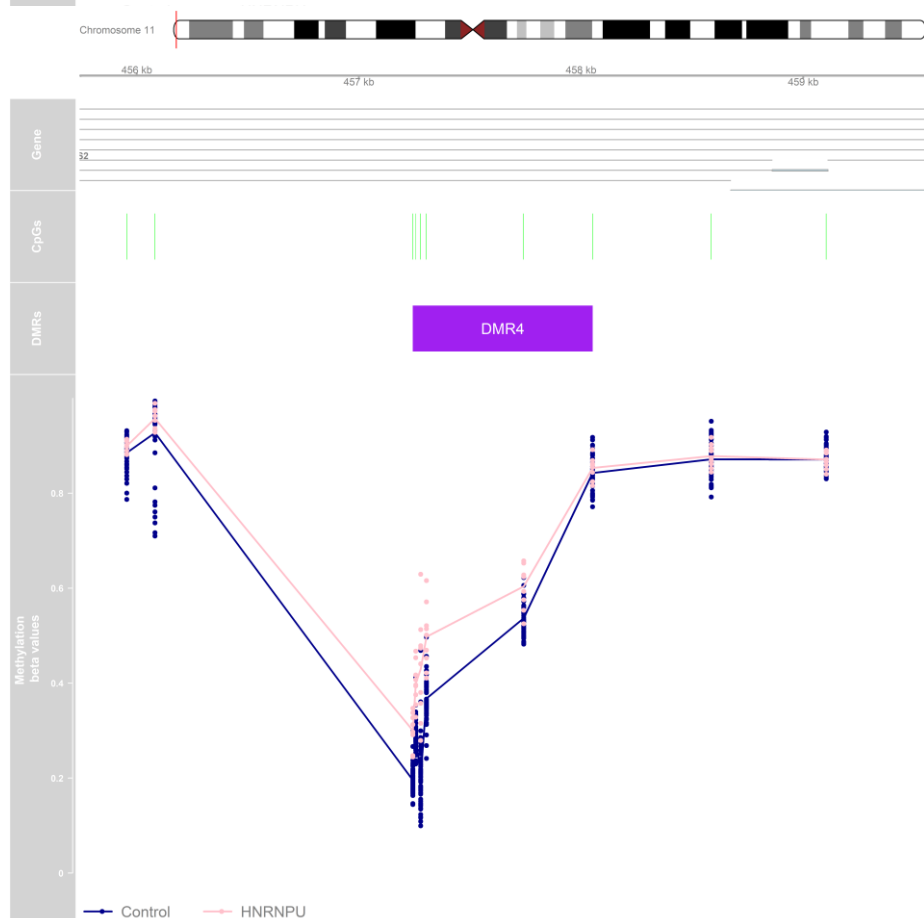 Chromosome 11
456 kb
458 kb
457 kb
459 kb
Gene
CpGs
DMRs
DMR4
0.8
0.6
0.4
0.2
0
Methylation
beta values
Control
HNRNPU